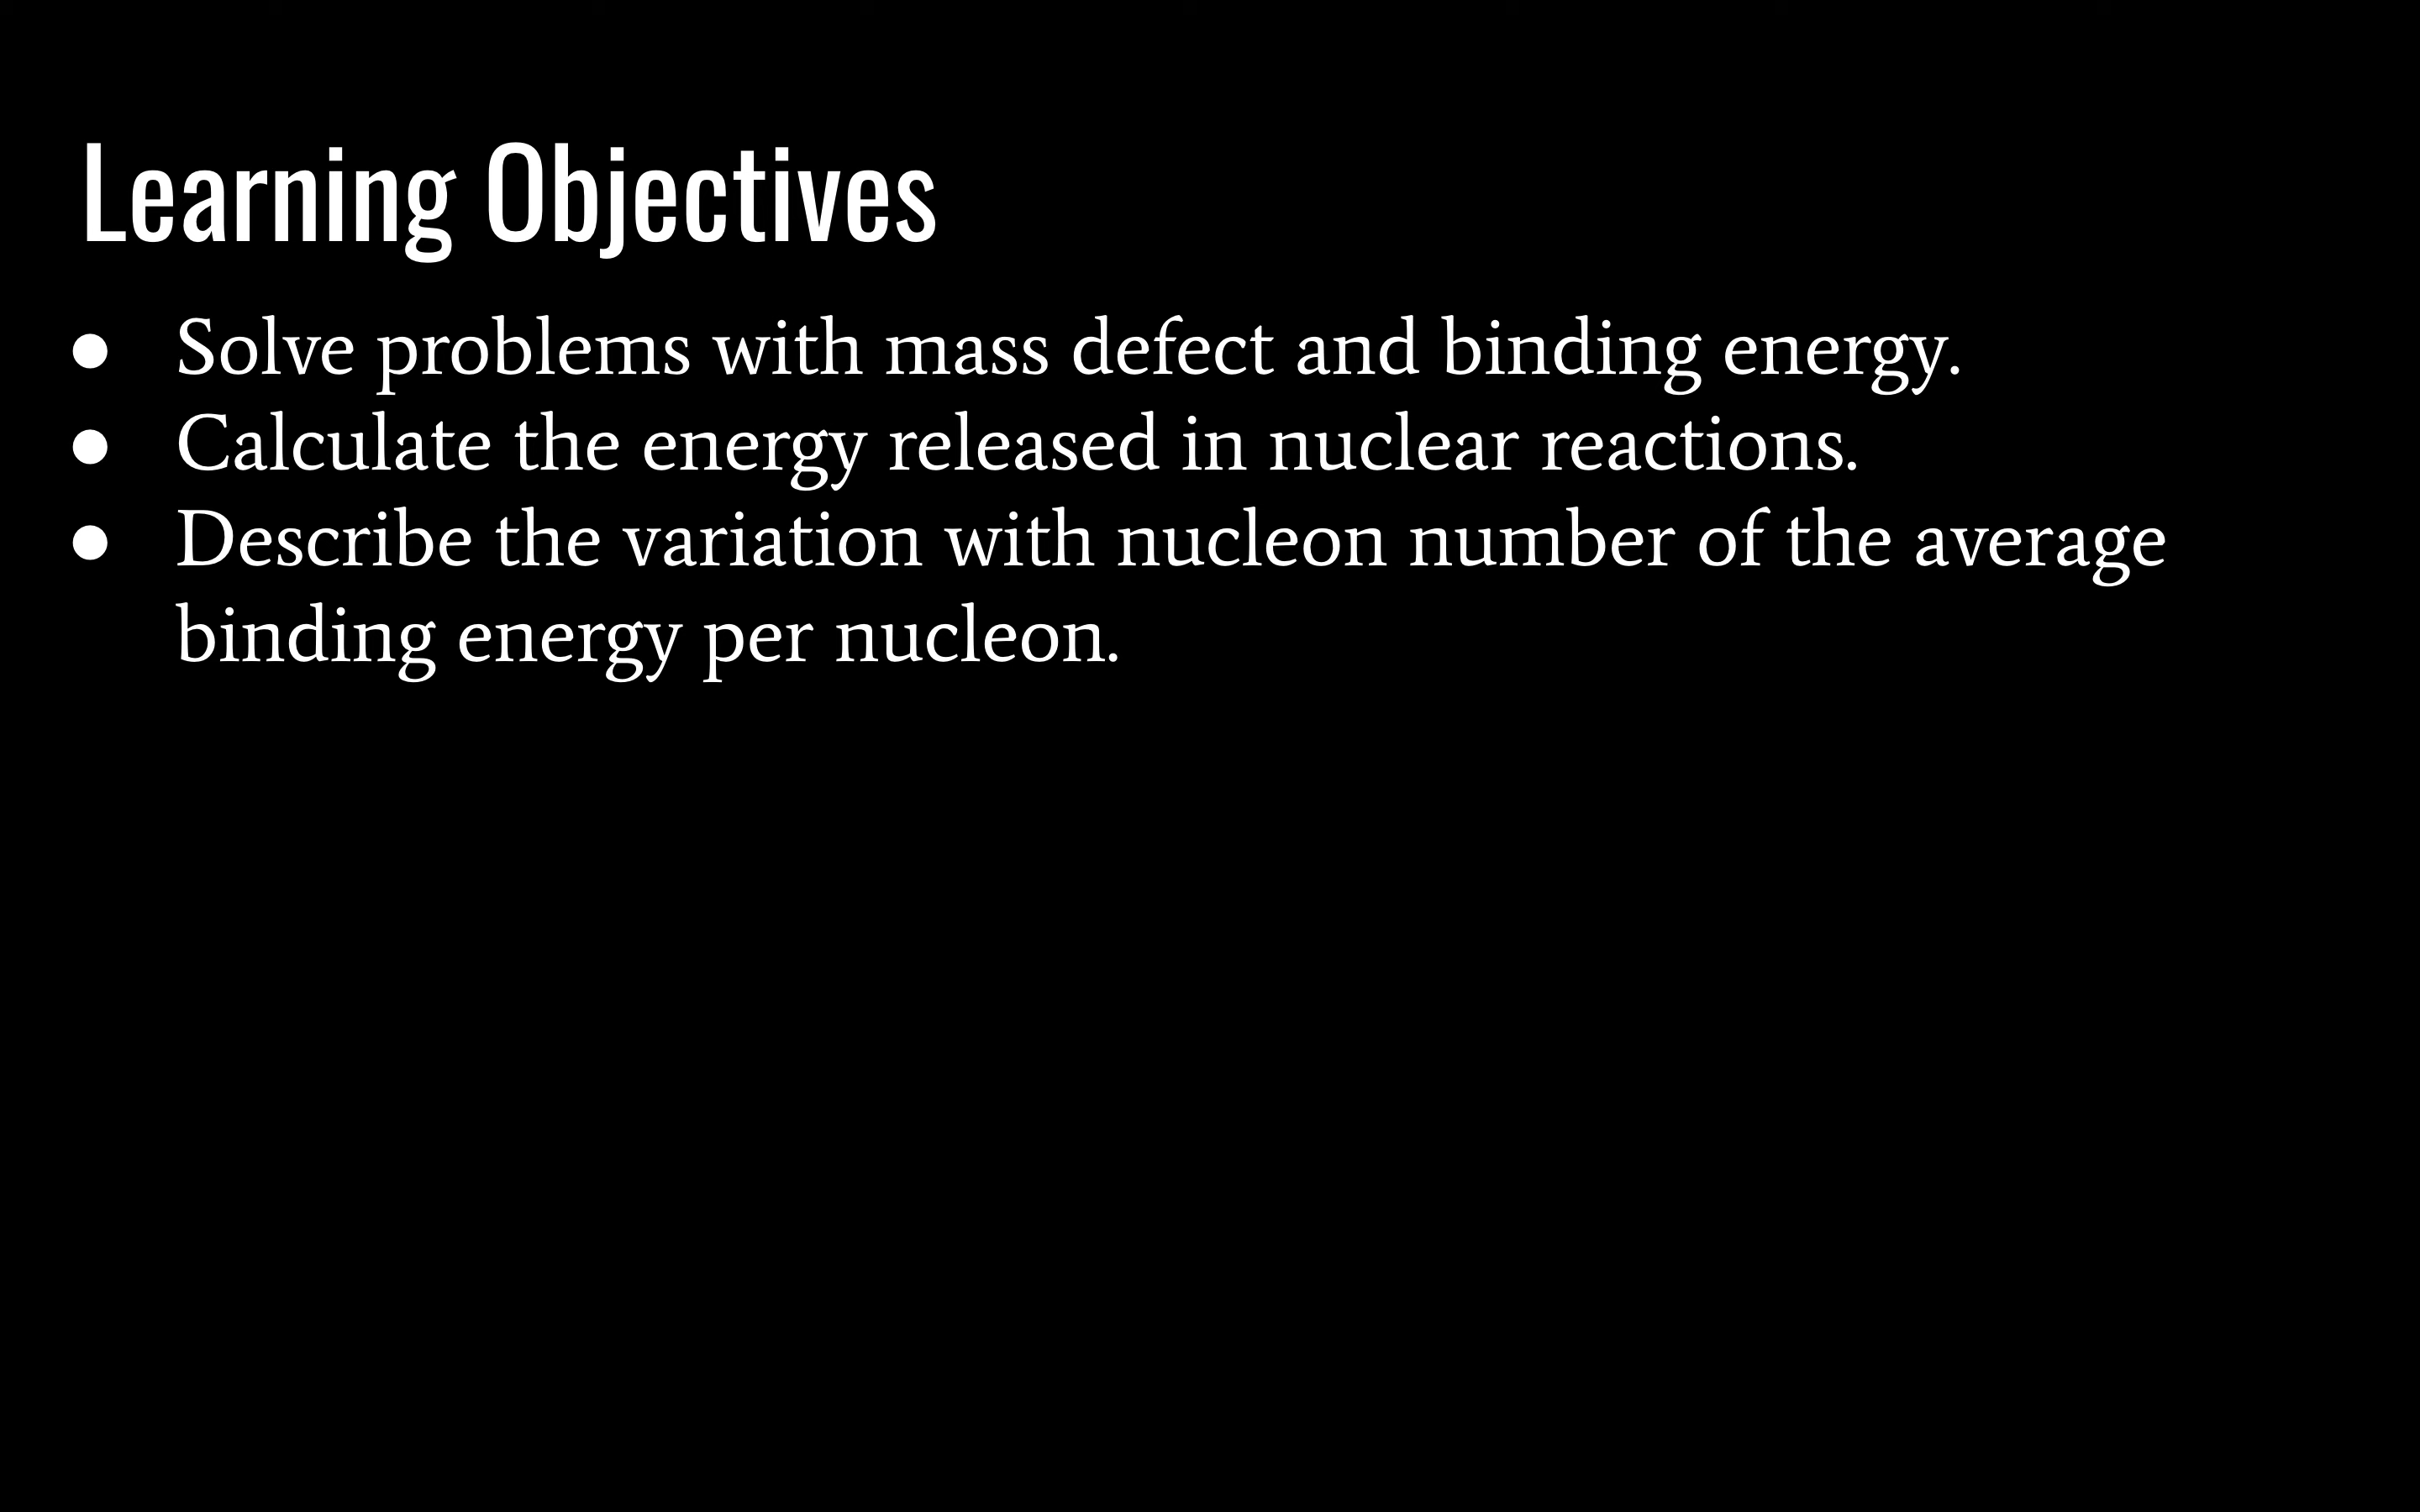 Learning Objectives
● Solve problems with mass defect and binding energy.
● Calculate the energy released in nuclear reactions.
● Describe the variation with nucleon number of the average
binding energy per nucleon.